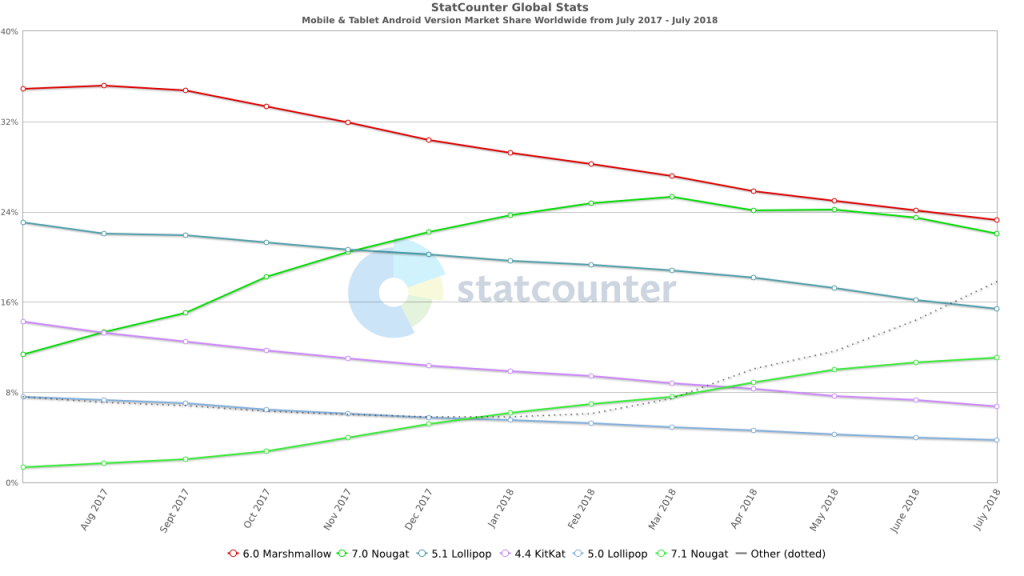 StatCounter Global Stats
Mobile & Tablet Android Version Market Share Worldwide from July 2017 - July 2018
40%
32%
24%
16%
8%
0%
statcounter
Aug 2017
Sept 2017
Oct 2017
Nov 2017
Dec 2017
Jan 2018
Feb 2018
Mar 2018
Apr 2018
May 2018
June 2018
July 2018
6.0 Marshmallow 7.0 Nougat 5.1 Lollipop 4.4 KitKat 5.0 Lollipop 7.1 Nougat Other (dotted)